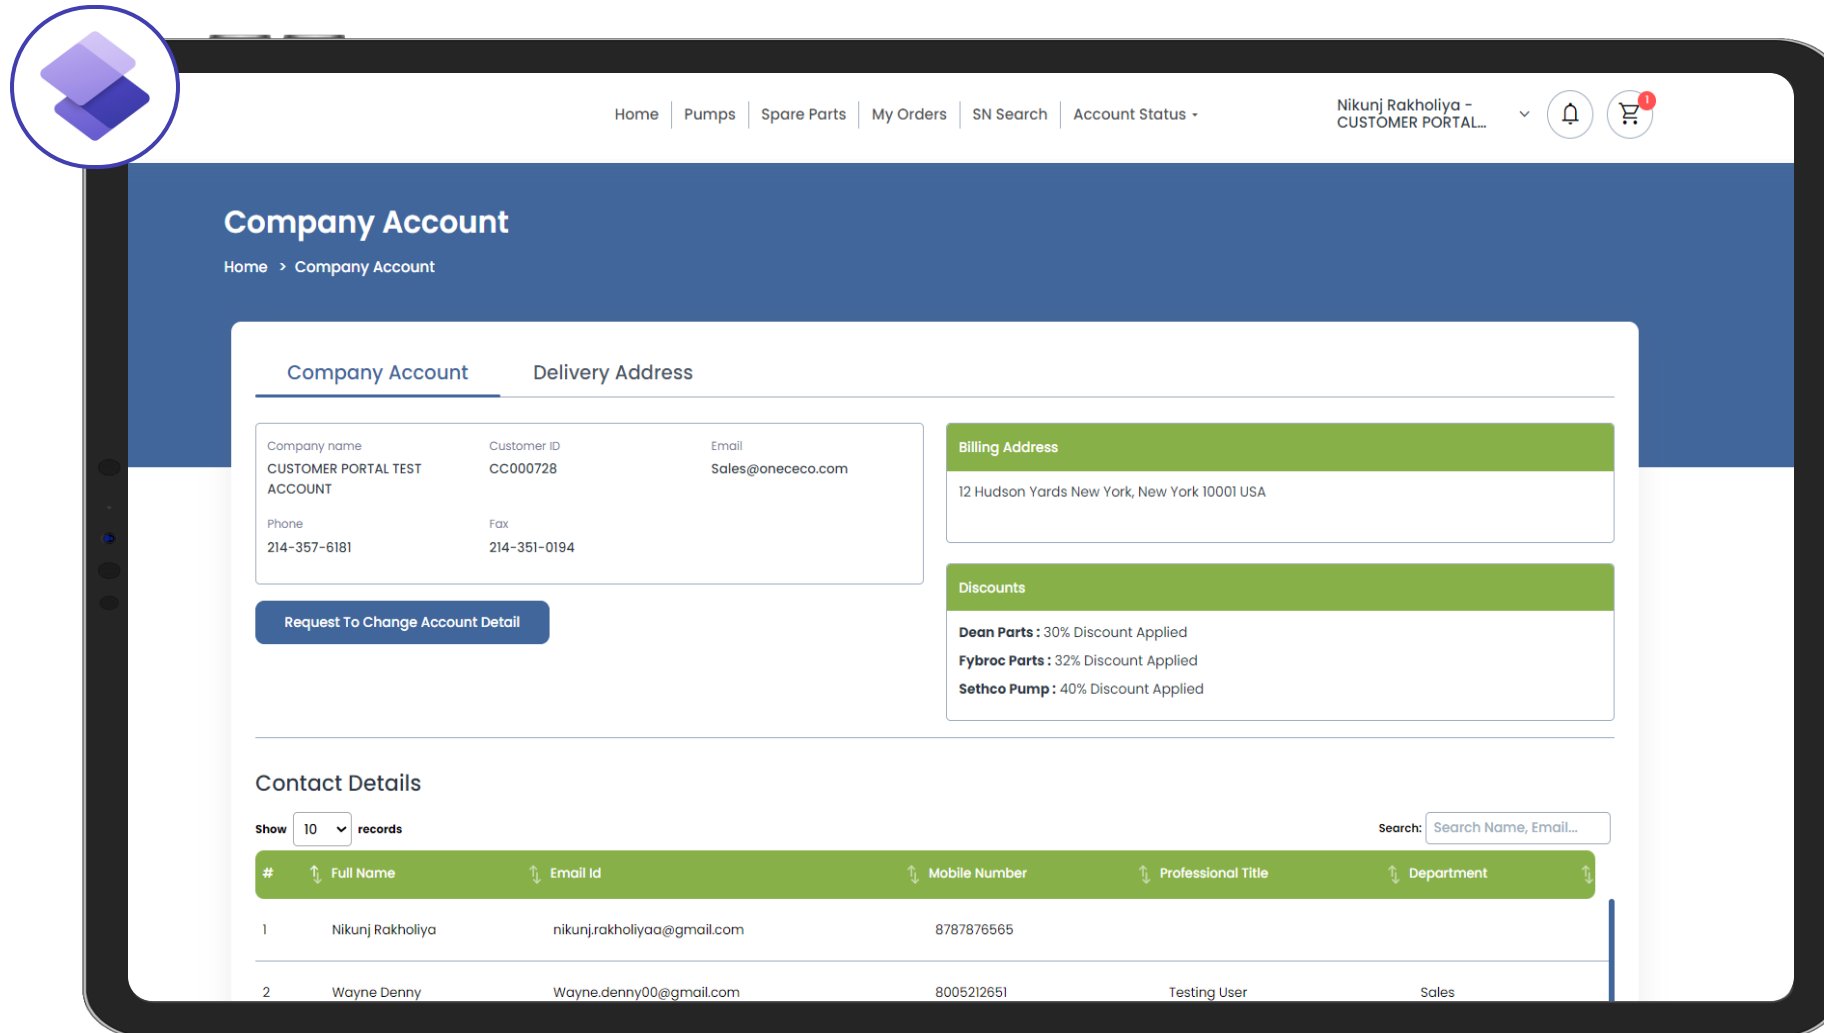 Home Pumps Spare Parts My Orders SN Search Account Status
Nikunj Rakholiya -
CUSTOMER PORTAL...
1
Company Account
Home > Company Account
Company Account Delivery Address
Company name Customer ID Email
CUSTOMER PORTAL TEST CC000728 Sales@onececo.com
ACCOUNT
Phone Fax
214-357-6181 214-351-0194
Request To Change Account Detail
Billing Address
12 Hudson Yards New York, New York 10001 USA
Discounts
Dean Parts : 30% Discount Applied
Fybroc Parts : 32% Discount Applied
Sethco Pump : 40% Discount Applied
Contact Details
Show 10 records Search: Search Name, Email...
# Full Name Email Id Mobile Number Professional Title Department
1 Nikunj Rakholiya nikunj.rakholiyaa@gmail.com 8787876565
2 Wayne Denny Wayne.denny00@gmail.com 8005212651 Testing User Sales